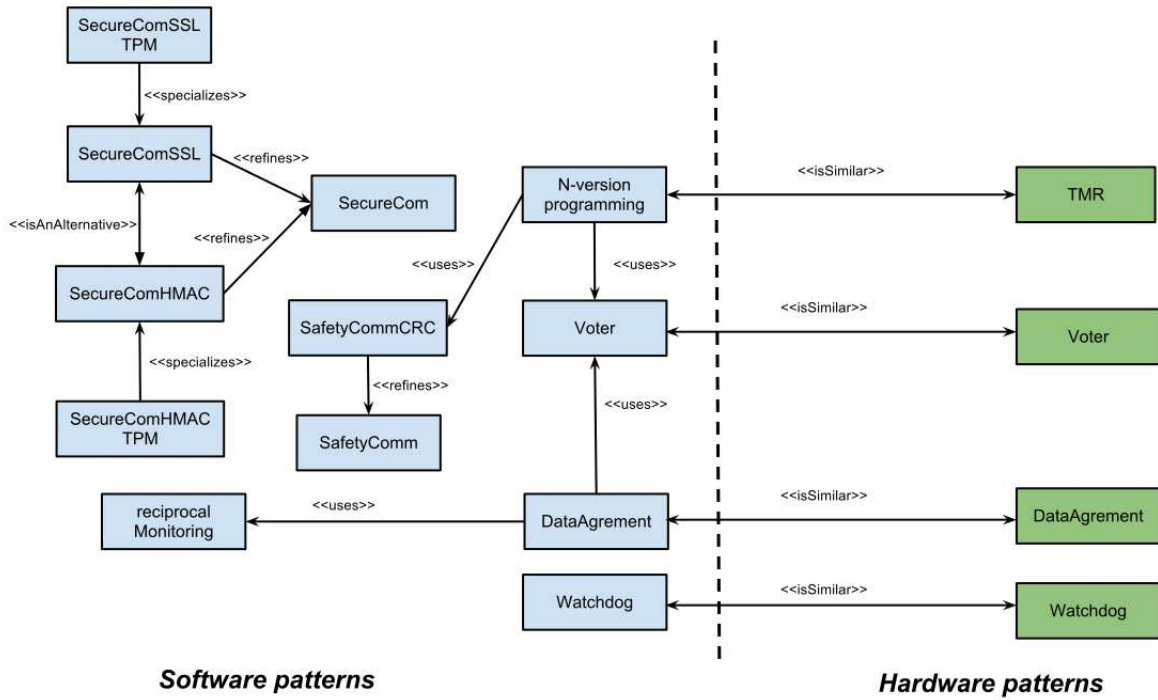 SecureComSSL
TPM
<<specializes>>
SecureComSSL
<<refines>>
SecureCom
<<isAnAlternative>>
<<refines>>
SecureComHMAC
<<specializes>>
SecureComHMAC
TPM
N-version
programming
<<isSimilar>>
TMR
<<uses>>
<<uses>>
SafetyCommCRC
Voter
<<isSimilar>>
Voter
<<refines>>
<<uses>>
SafetyComm
reciprocal
Monitoring
<<uses>>
DataAgrement
<<isSimilar>>
DataAgrement
Watchdog
<<isSimilar>>
Watchdog
Software patterns
Hardware patterns